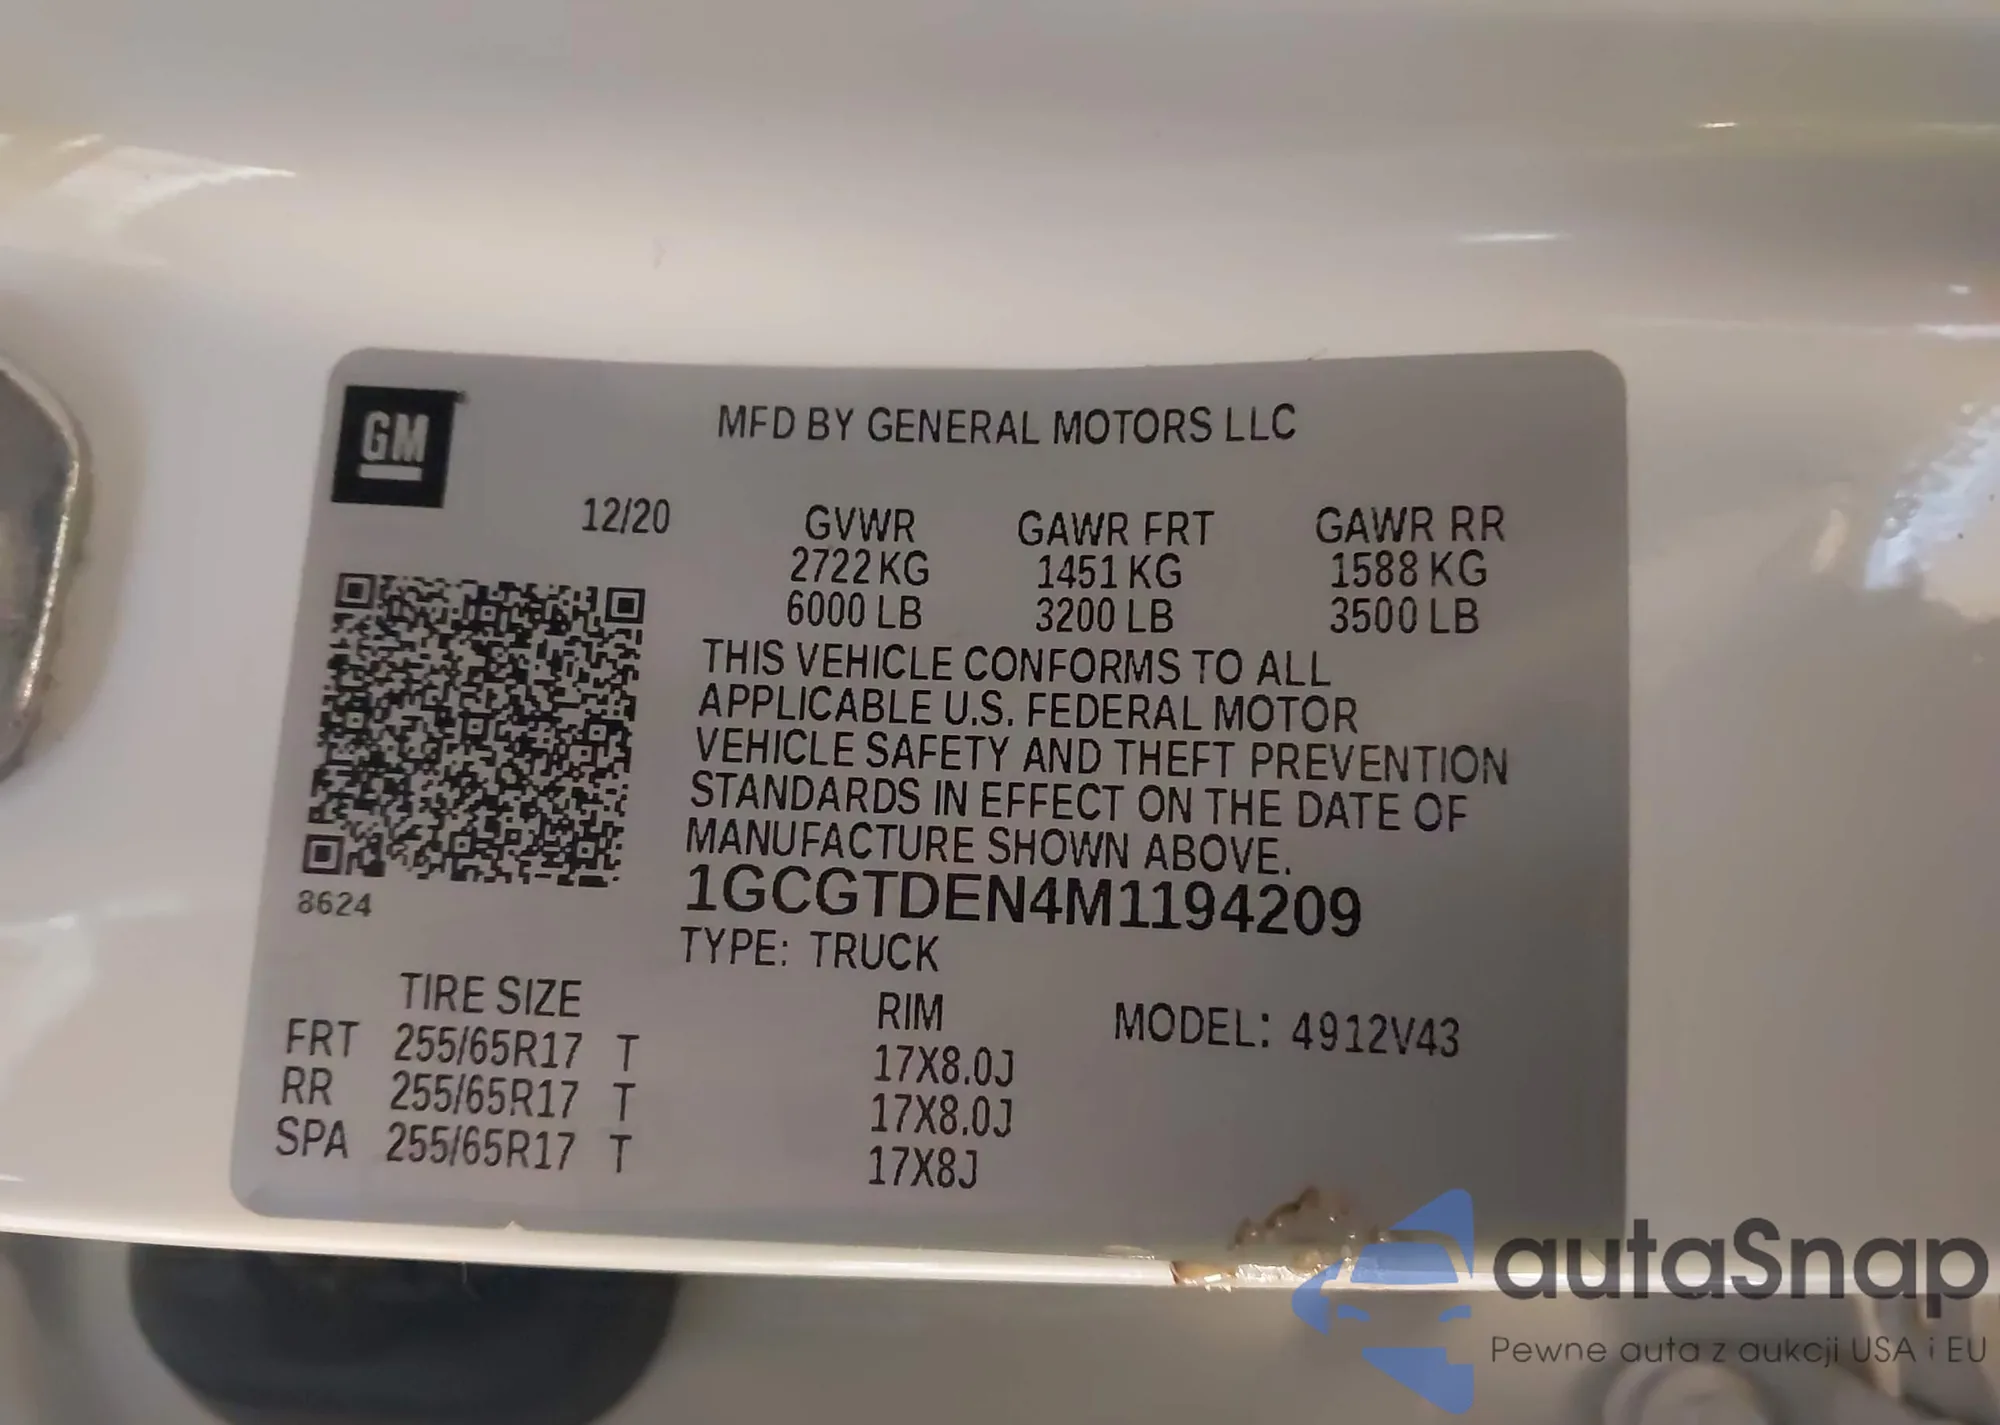 GM
MFD BY GENERAL MOTORS LLC
12/20
GVWR GAWR FRT GAWR RR
2722 KG 1451 KG 1588 KG
6000 LB 3200 LB 3500 LB
THIS VEHICLE CONFORMS TO ALL
APPLICABLE U.S. FEDERAL MOTOR
VEHICLE SAFETY AND THEFT PREVENTION
STANDARDS IN EFFECT ON THE DATE OF
MANUFACTURE SHOWN ABOVE.
8624
1GCGTDEN4M1194209
TYPE: TRUCK
TIRE SIZE RIM MODEL: 4912V43
FRT 255/65R17 T 17X8.0J
RR 255/65R17 T 17X8.0J
SPA 255/65R17 T 17X8J
autaSnap
Pewne auta z aukcji USA i EU